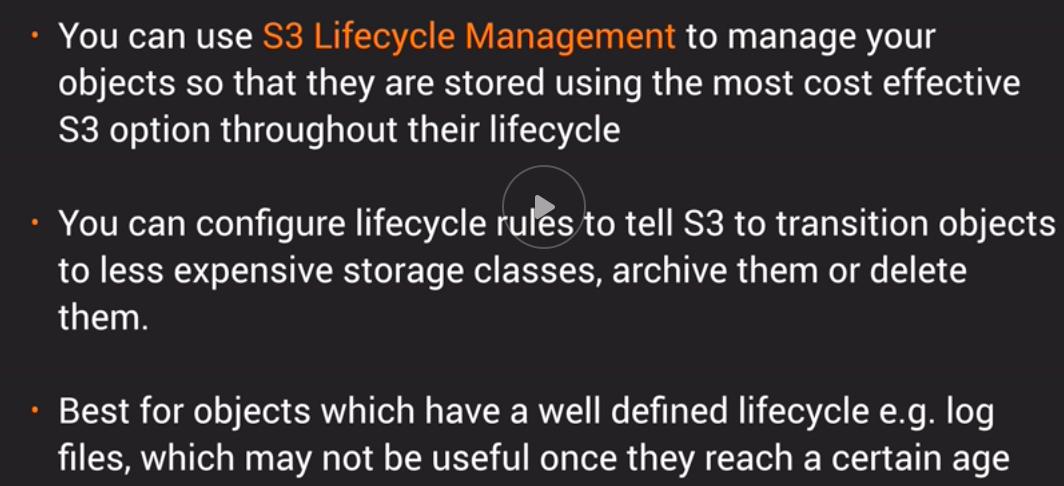 • You can use S3 Lifecycle Management to manage your
objects so that they are stored using the most cost effective
S3 option throughout their lifecycle
• You can configure lifecycle rules to tell S3 to transition objects
to less expensive storage classes, archive them or delete
them.
• Best for objects which have a well defined lifecycle e.g. log
files, which may not be useful once they reach a certain age